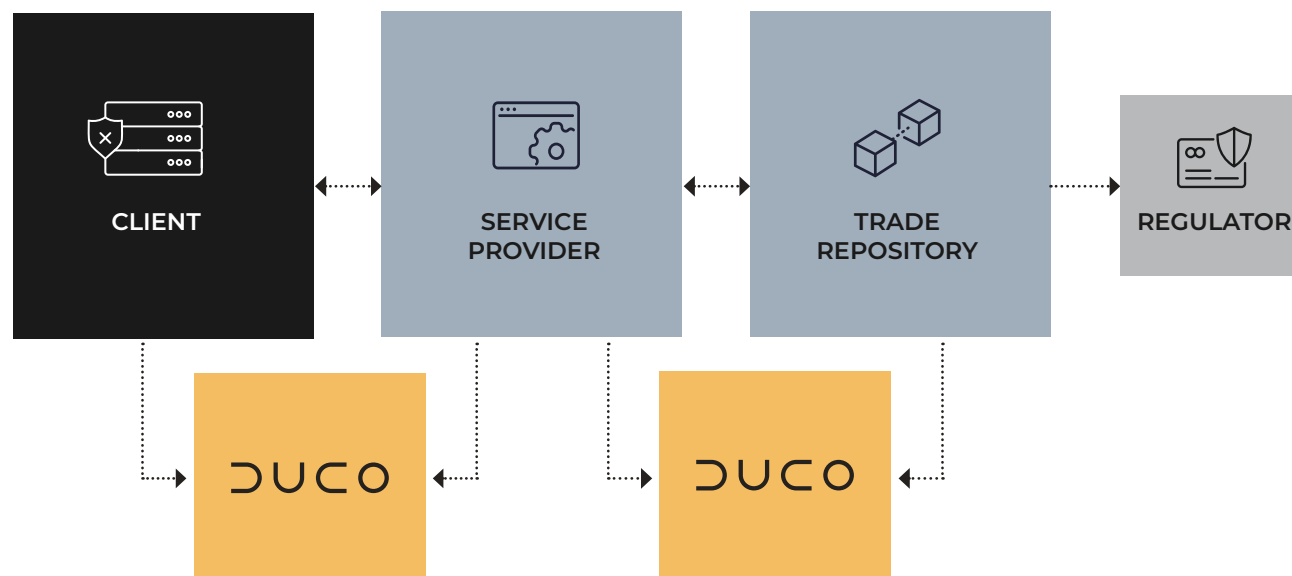 CLIENT
SERVICE
PROVIDER
TRADE
REPOSITORY
REGULATOR
DUCO
DUCO